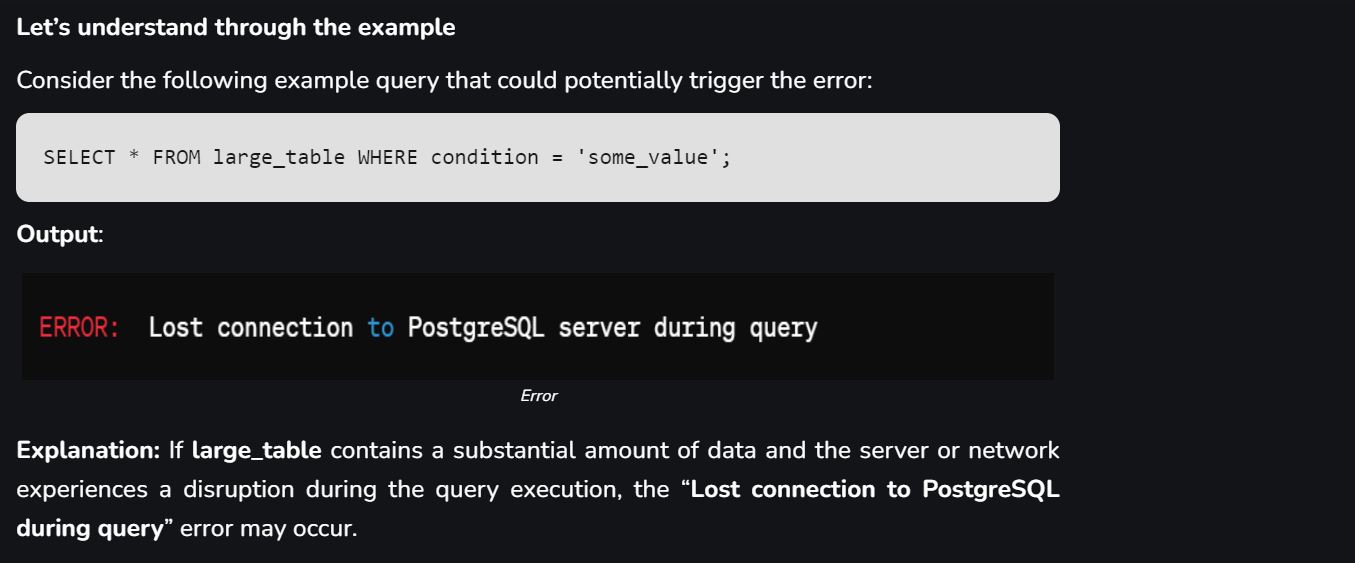 Let’s understand through the example
Consider the following example query that could potentially trigger the error:
SELECT * FROM large_table WHERE condition = 'some_value';
Output:
ERROR:  Lost connection to PostgreSQL server during query
Error
Explanation: If large_table contains a substantial amount of data and the server or network
experiences a disruption during the query execution, the “Lost connection to PostgreSQL
during query” error may occur.